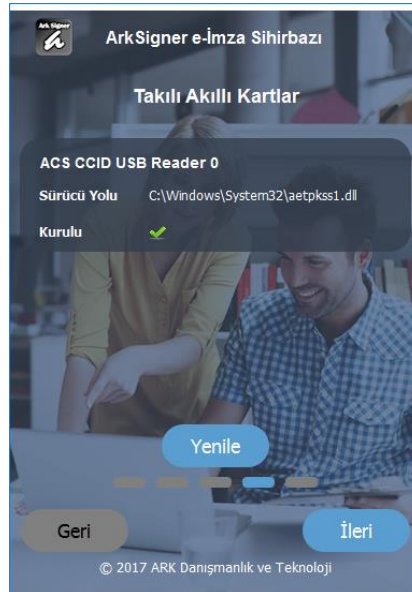 Ark Signer
ArkSigner e-İmza Sihirbazı
Takılı Akıllı Kartlar
ACS CCID USB Reader 0
Sürücü Yolu C:\Windows\System32\aetpkss1.dll
Kurulu
Yenile
Geri
İleri
© 2017 ARK Danışmanlık ve Teknoloji